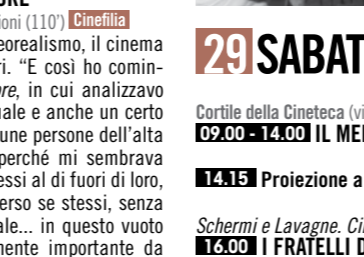 ioni (110') Cinefilia
eorealismo, il cinema
ri. “E così ho comin-
re, in cui analizzavo
uale e anche un certo
une persone dell'alta
perché mi sembrava
essi al di fuori di loro,
erso se stessi, senza
ale... in questo vuoto
mente importante da
29 SABAT
Cortile della Cineteca (vi
09.00 - 14.00 IL ME
14.15 Proiezione a
Schermi e Lavagne. Ci
16.00 I FRATELLI D